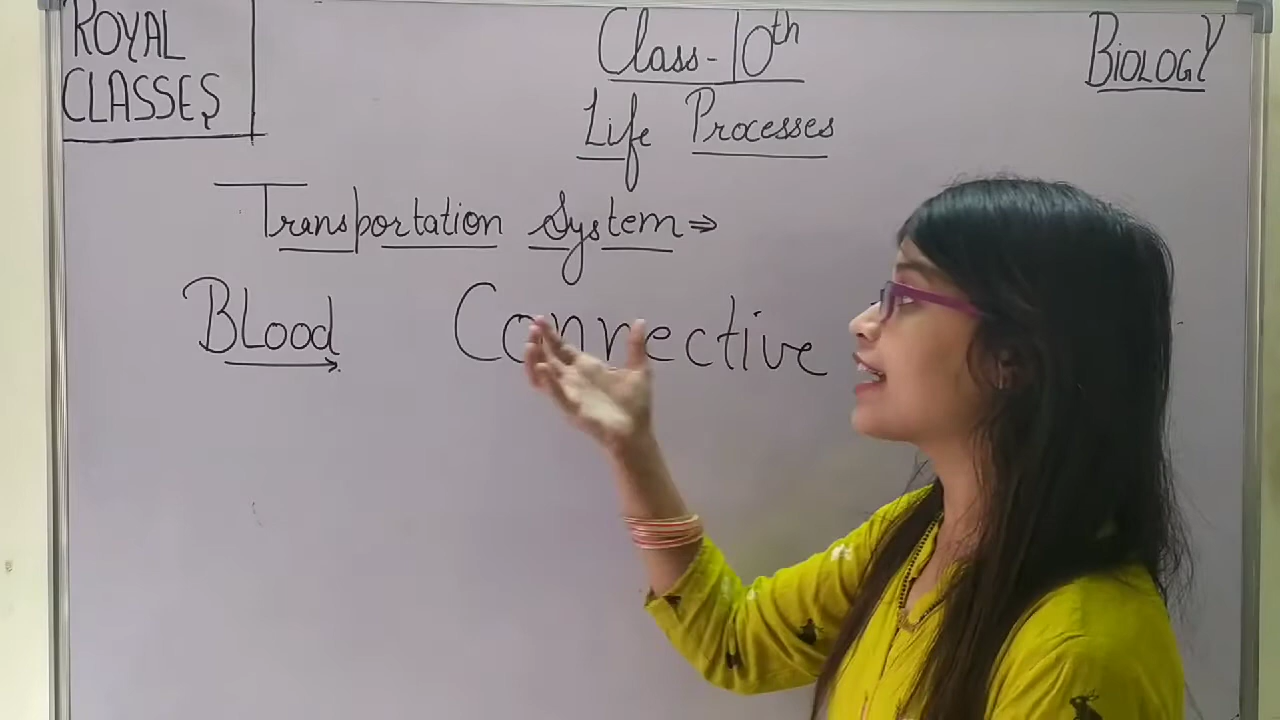 ROYAL
CLASSES
Class-10th
BIOLOGY
Life Processes
Transportation System⇒
BLood Connective